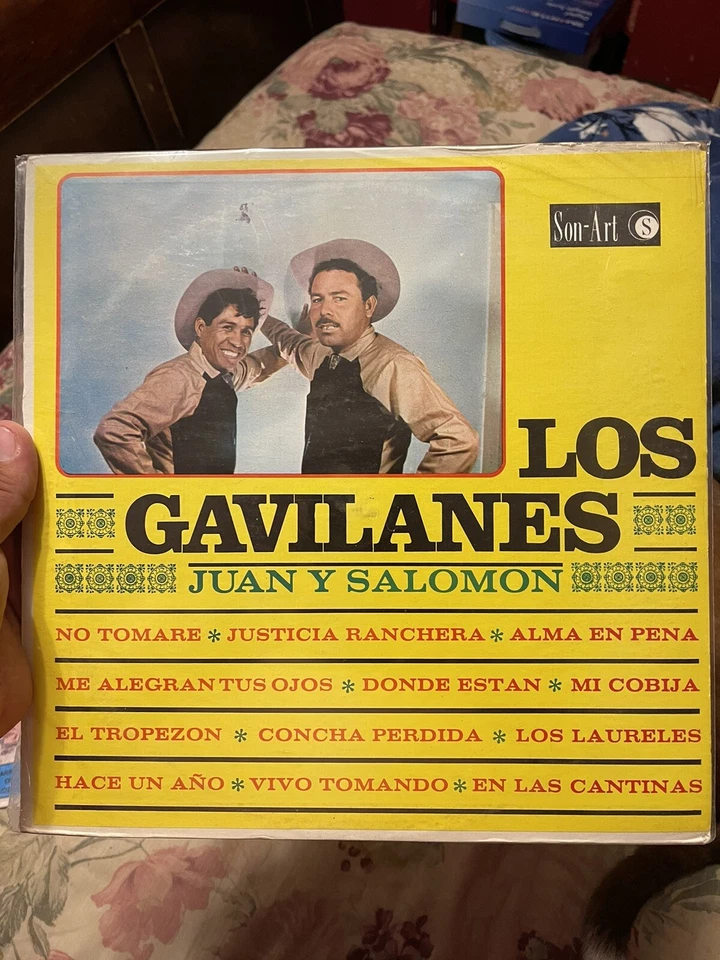 Son-Art S
LOS
GAVILANES
JUAN Y SALOMON
NO TOMARE * JUSTICIA RANCHERA * ALMA EN PENA
ME ALEGRAN TUS OJOS * DONDE ESTAN * MI COBIJA
EL TROPEZON * CONCHA PERDIDA * LOS LAURELES
HACE UN AÑO * VIVO TOMANDO * EN LAS CANTINAS